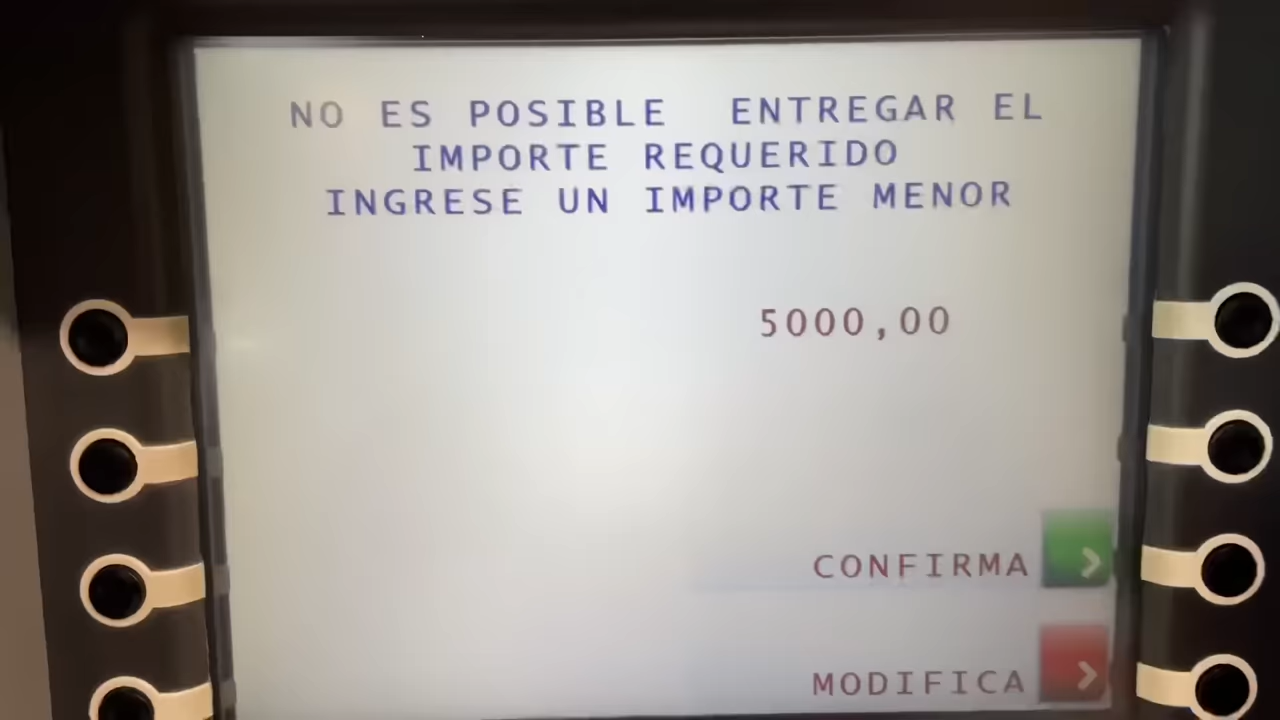 NO ES POSIBLE ENTREGAR EL
IMPORTE REQUERIDO
INGRESE UN IMPORTE MENOR
5000,00
CONFIRMA
MODIFICA